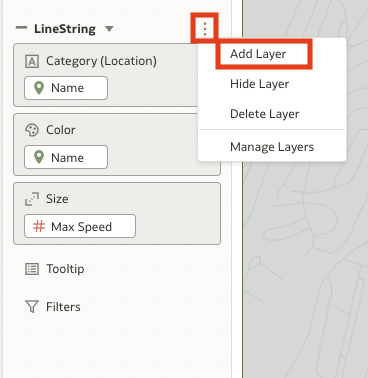 LineString
Add Layer
Category (Location)
Name
Hide Layer
Delete Layer
Color
Manage Layers
Name
Size
# Max Speed
Tooltip
Filters